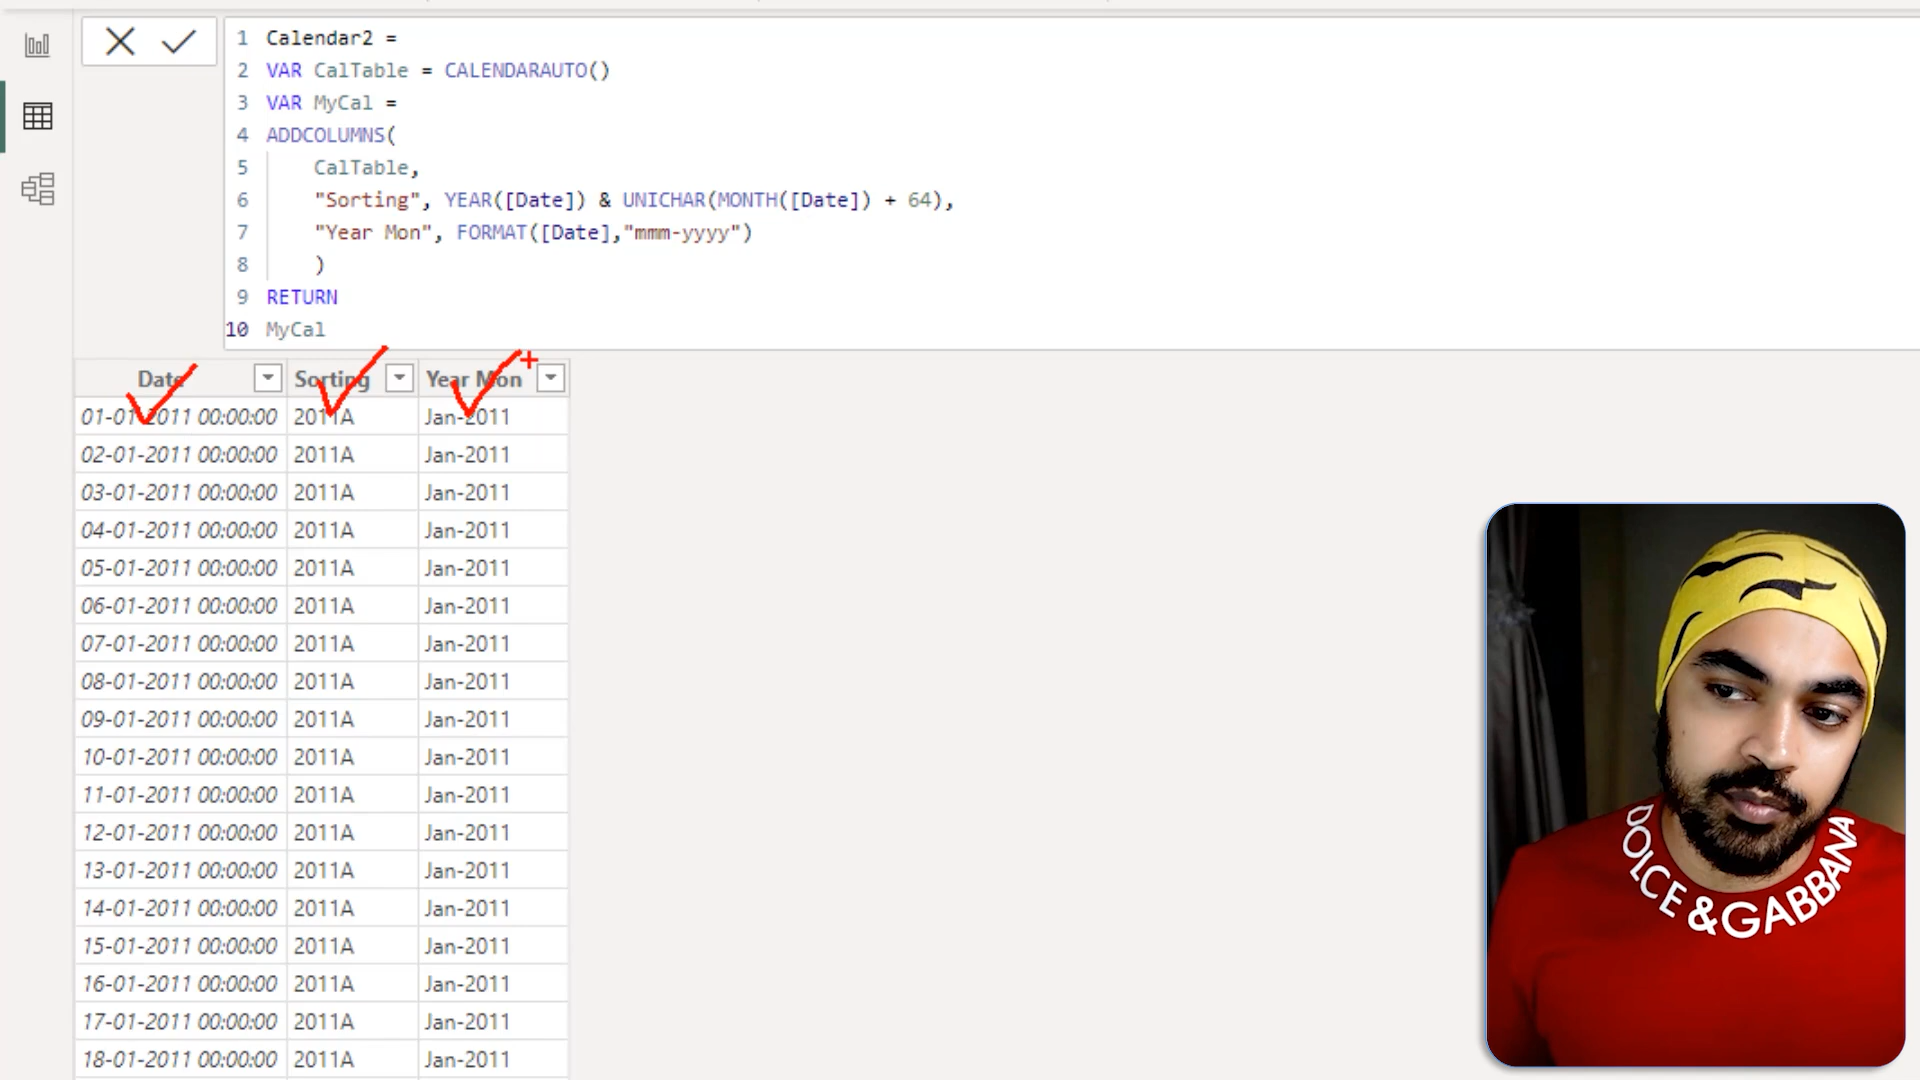 1 Calendar2 =
2 VAR CalTable = CALENDARAUTO()
3 VAR MyCal =
4 ADDCOLUMNS(
5 CalTable,
6 "Sorting", YEAR([Date]) & UNICHAR(MONTH([Date]) + 64),
7 "Year Mon", FORMAT([Date],"mmm-yyyy")
8 )
9 RETURN
10 MyCal
Date Sorting Year Mon
01-01-2011 00:00:00 2011A Jan-2011
02-01-2011 00:00:00 2011A Jan-2011
03-01-2011 00:00:00 2011A Jan-2011
04-01-2011 00:00:00 2011A Jan-2011
05-01-2011 00:00:00 2011A Jan-2011
06-01-2011 00:00:00 2011A Jan-2011
07-01-2011 00:00:00 2011A Jan-2011
08-01-2011 00:00:00 2011A Jan-2011
09-01-2011 00:00:00 2011A Jan-2011
10-01-2011 00:00:00 2011A Jan-2011
11-01-2011 00:00:00 2011A Jan-2011
12-01-2011 00:00:00 2011A Jan-2011
13-01-2011 00:00:00 2011A Jan-2011
14-01-2011 00:00:00 2011A Jan-2011
15-01-2011 00:00:00 2011A Jan-2011
16-01-2011 00:00:00 2011A Jan-2011
17-01-2011 00:00:00 2011A Jan-2011
18-01-2011 00:00:00 2011A Jan-2011
DOLCE & GABBANA